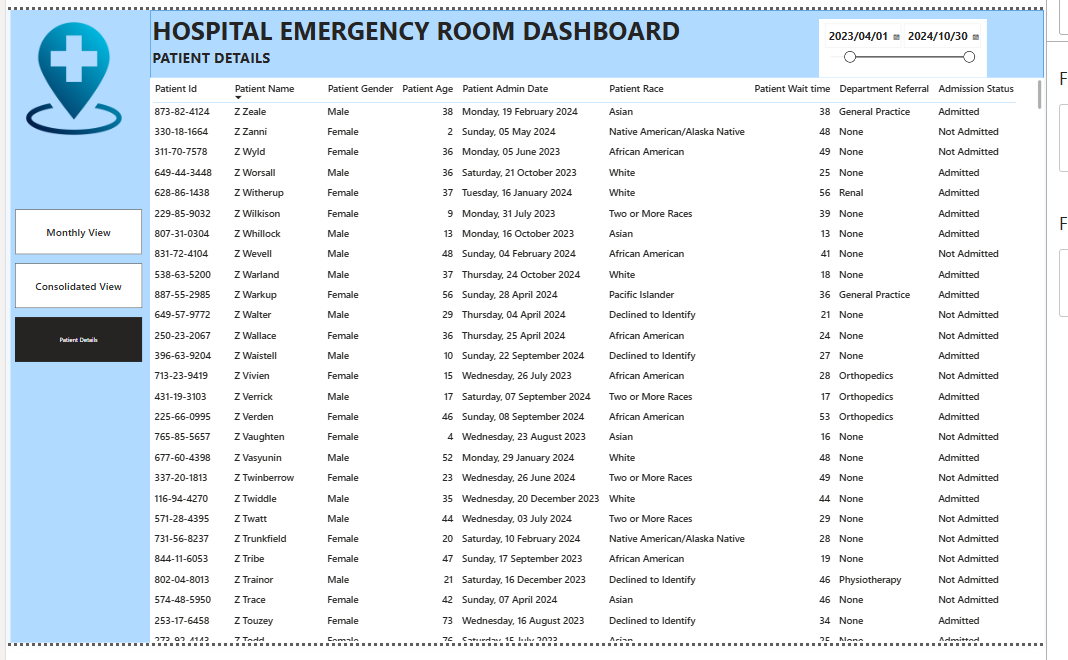 HOSPITAL EMERGENCY ROOM DASHBOARD
PATIENT DETAILS
2023/04/01 2024/10/30
Monthly View
Consolidated View
Patient Details
Patient Id Patient Name Patient Gender Patient Age Patient Admin Date Patient Race Patient Wait time Department Referral Admission Status
873-82-4124 Z Zeale Male 38 Monday, 19 February 2024 Asian 38 General Practice Admitted
330-18-1664 Z Zanni Female 2 Sunday, 05 May 2024 Native American/Alaska Native 48 None Not Admitted
311-70-7578 Z Wyld Female 36 Monday, 05 June 2023 African American 49 None Not Admitted
649-44-3448 Z Worsall Male 36 Saturday, 21 October 2023 White 25 None Admitted
628-86-1438 Z Witherup Female 37 Tuesday, 16 January 2024 White 56 Renal Admitted
229-85-9032 Z Wilkison Female 9 Monday, 31 July 2023 Two or More Races 39 None Admitted
807-31-0304 Z Whillock Male 13 Monday, 16 October 2023 Asian 13 None Admitted
831-72-4104 Z Wevell Male 48 Sunday, 04 February 2024 African American 41 None Not Admitted
538-63-5200 Z Warland Male 37 Thursday, 24 October 2024 White 18 None Admitted
887-55-2985 Z Warkup Female 56 Sunday, 28 April 2024 Pacific Islander 36 General Practice Admitted
649-57-9772 Z Walter Male 29 Thursday, 04 April 2024 Declined to Identify 21 None Not Admitted
250-23-2067 Z Wallace Female 36 Thursday, 25 April 2024 African American 24 None Not Admitted
396-63-9204 Z Waistell Male 10 Sunday, 22 September 2024 Declined to Identify 27 None Admitted
713-23-9419 Z Vivien Female 15 Wednesday, 26 July 2023 African American 28 Orthopedics Not Admitted
431-19-3103 Z Verrick Male 17 Saturday, 07 September 2024 Two or More Races 17 Orthopedics Admitted
225-66-0995 Z Verden Female 46 Sunday, 08 September 2024 African American 53 Orthopedics Admitted
765-85-5657 Z Vaughten Female 4 Wednesday, 23 August 2023 Asian 16 None Not Admitted
677-60-4398 Z Vasyunin Male 52 Monday, 29 January 2024 White 48 None Admitted
337-20-1813 Z Twinberrow Female 23 Wednesday, 26 June 2024 Two or More Races 49 None Not Admitted
116-94-4270 Z Twiddle Male 35 Wednesday, 20 December 2023 White 44 None Admitted
571-28-4395 Z Twatt Male 44 Wednesday, 03 July 2024 Two or More Races 29 None Not Admitted
731-56-8237 Z Trunkfield Female 20 Saturday, 10 February 2024 Native American/Alaska Native 28 None Not Admitted
844-11-6053 Z Tribe Female 47 Sunday, 17 September 2023 African American 19 None Not Admitted
802-04-8013 Z Trainor Male 21 Saturday, 16 December 2023 Declined to Identify 46 Physiotherapy Not Admitted
574-48-5950 Z Trace Female 42 Sunday, 07 April 2024 Asian 46 None Not Admitted
253-17-6458 Z Touzey Female 73 Wednesday, 16 August 2023 Declined to Identify 34 None Admitted
273-92-4143 Z Todd Female 76 Saturday, 15 July 2023 Asian 25 None Admitted
F
F